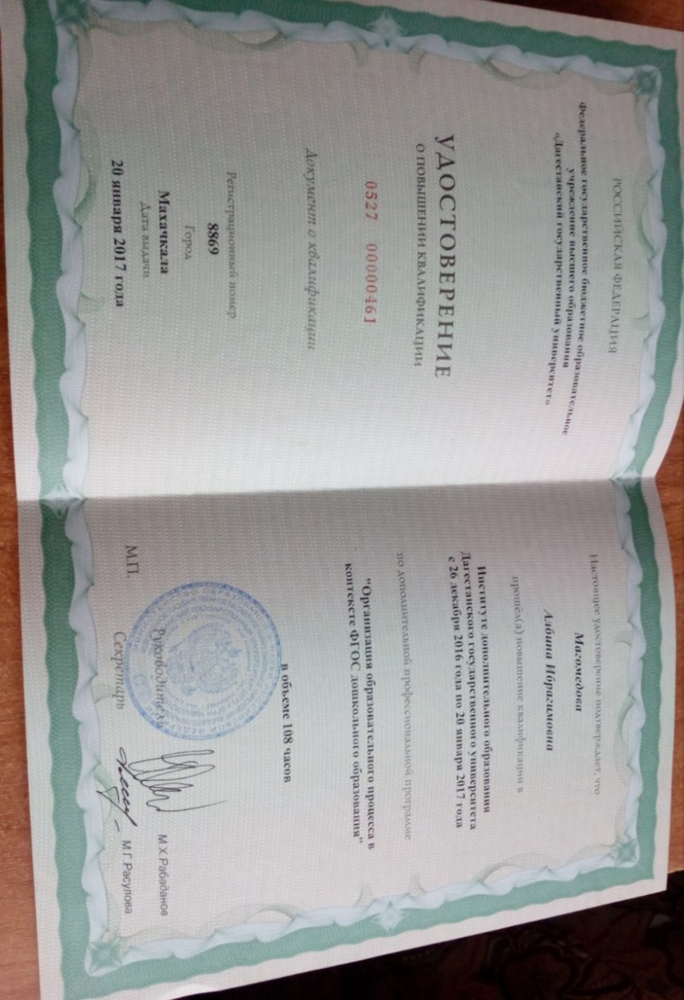 РОССИЙСКАЯ ФЕДЕРАЦИЯ
Федеральное государственное бюджетное образовательное
учреждение высшего образования
«Дагестанский государственный университет»
УДОСТОВЕРЕНИЕ
О ПОВЫШЕНИИ КВАЛИФИКАЦИИ
0527 00000461
Документ о квалификации
Регистрационный номер
8869
Город
Махачкала
Дата выдачи
20 января 2017 года
Настоящее удостоверение подтверждает, что
Магомедова
Албина Ибрагимовна
прошёл(а) повышение квалификации в
Институте дополнительного образования
Дагестанского государственного университета
с 26 декабря 2016 года по 20 января 2017 года
по дополнительной профессиональной программе
"Организация образовательного процесса в
контексте ФГОС дошкольного образования"
в объеме 108 часов
Руководитель М.Х.Рабаданов
М.П. Секретарь М.Г.Расулова